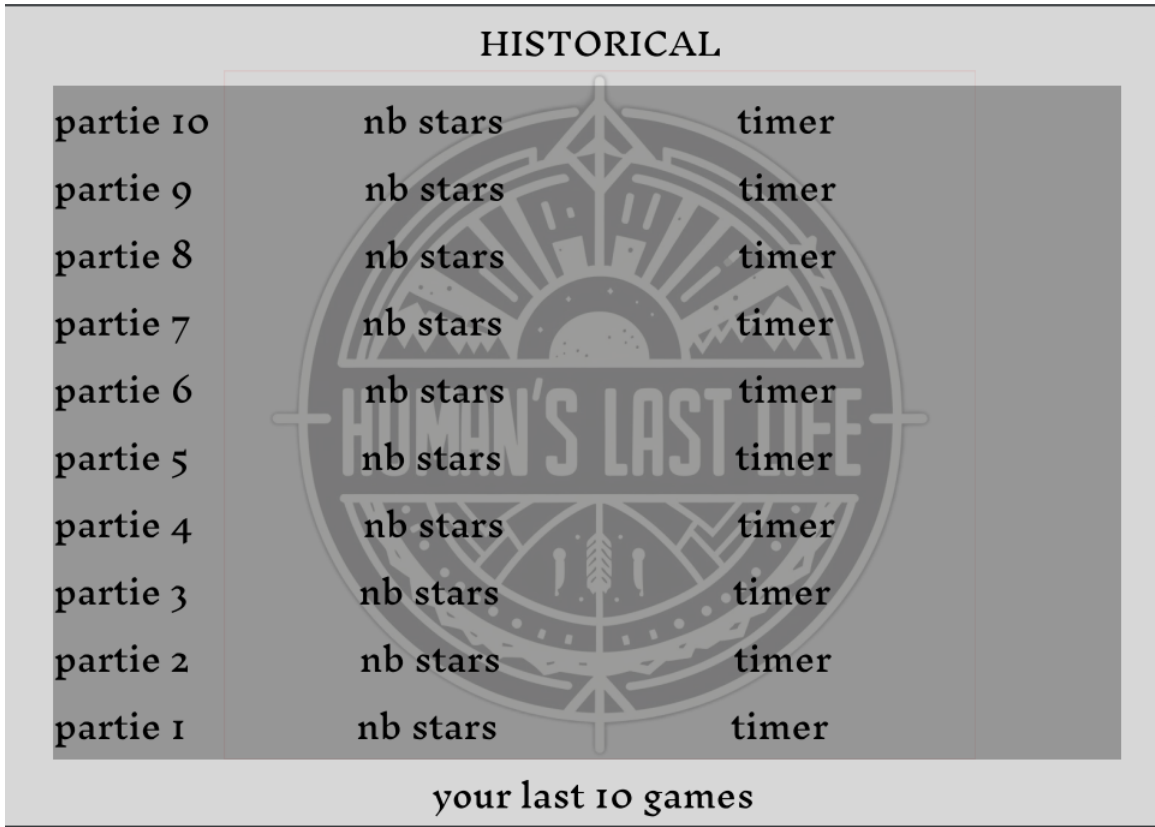 HISTORICAL
partie 10 nb stars timer
partie 9 nb stars timer
partie 8 nb stars timer
partie 7 nb stars timer
partie 6 nb stars timer
HUMAN'S LAST LIFE
partie 5 nb stars timer
partie 4 nb stars timer
partie 3 nb stars timer
partie 2 nb stars timer
partie 1 nb stars timer
your last 10 games